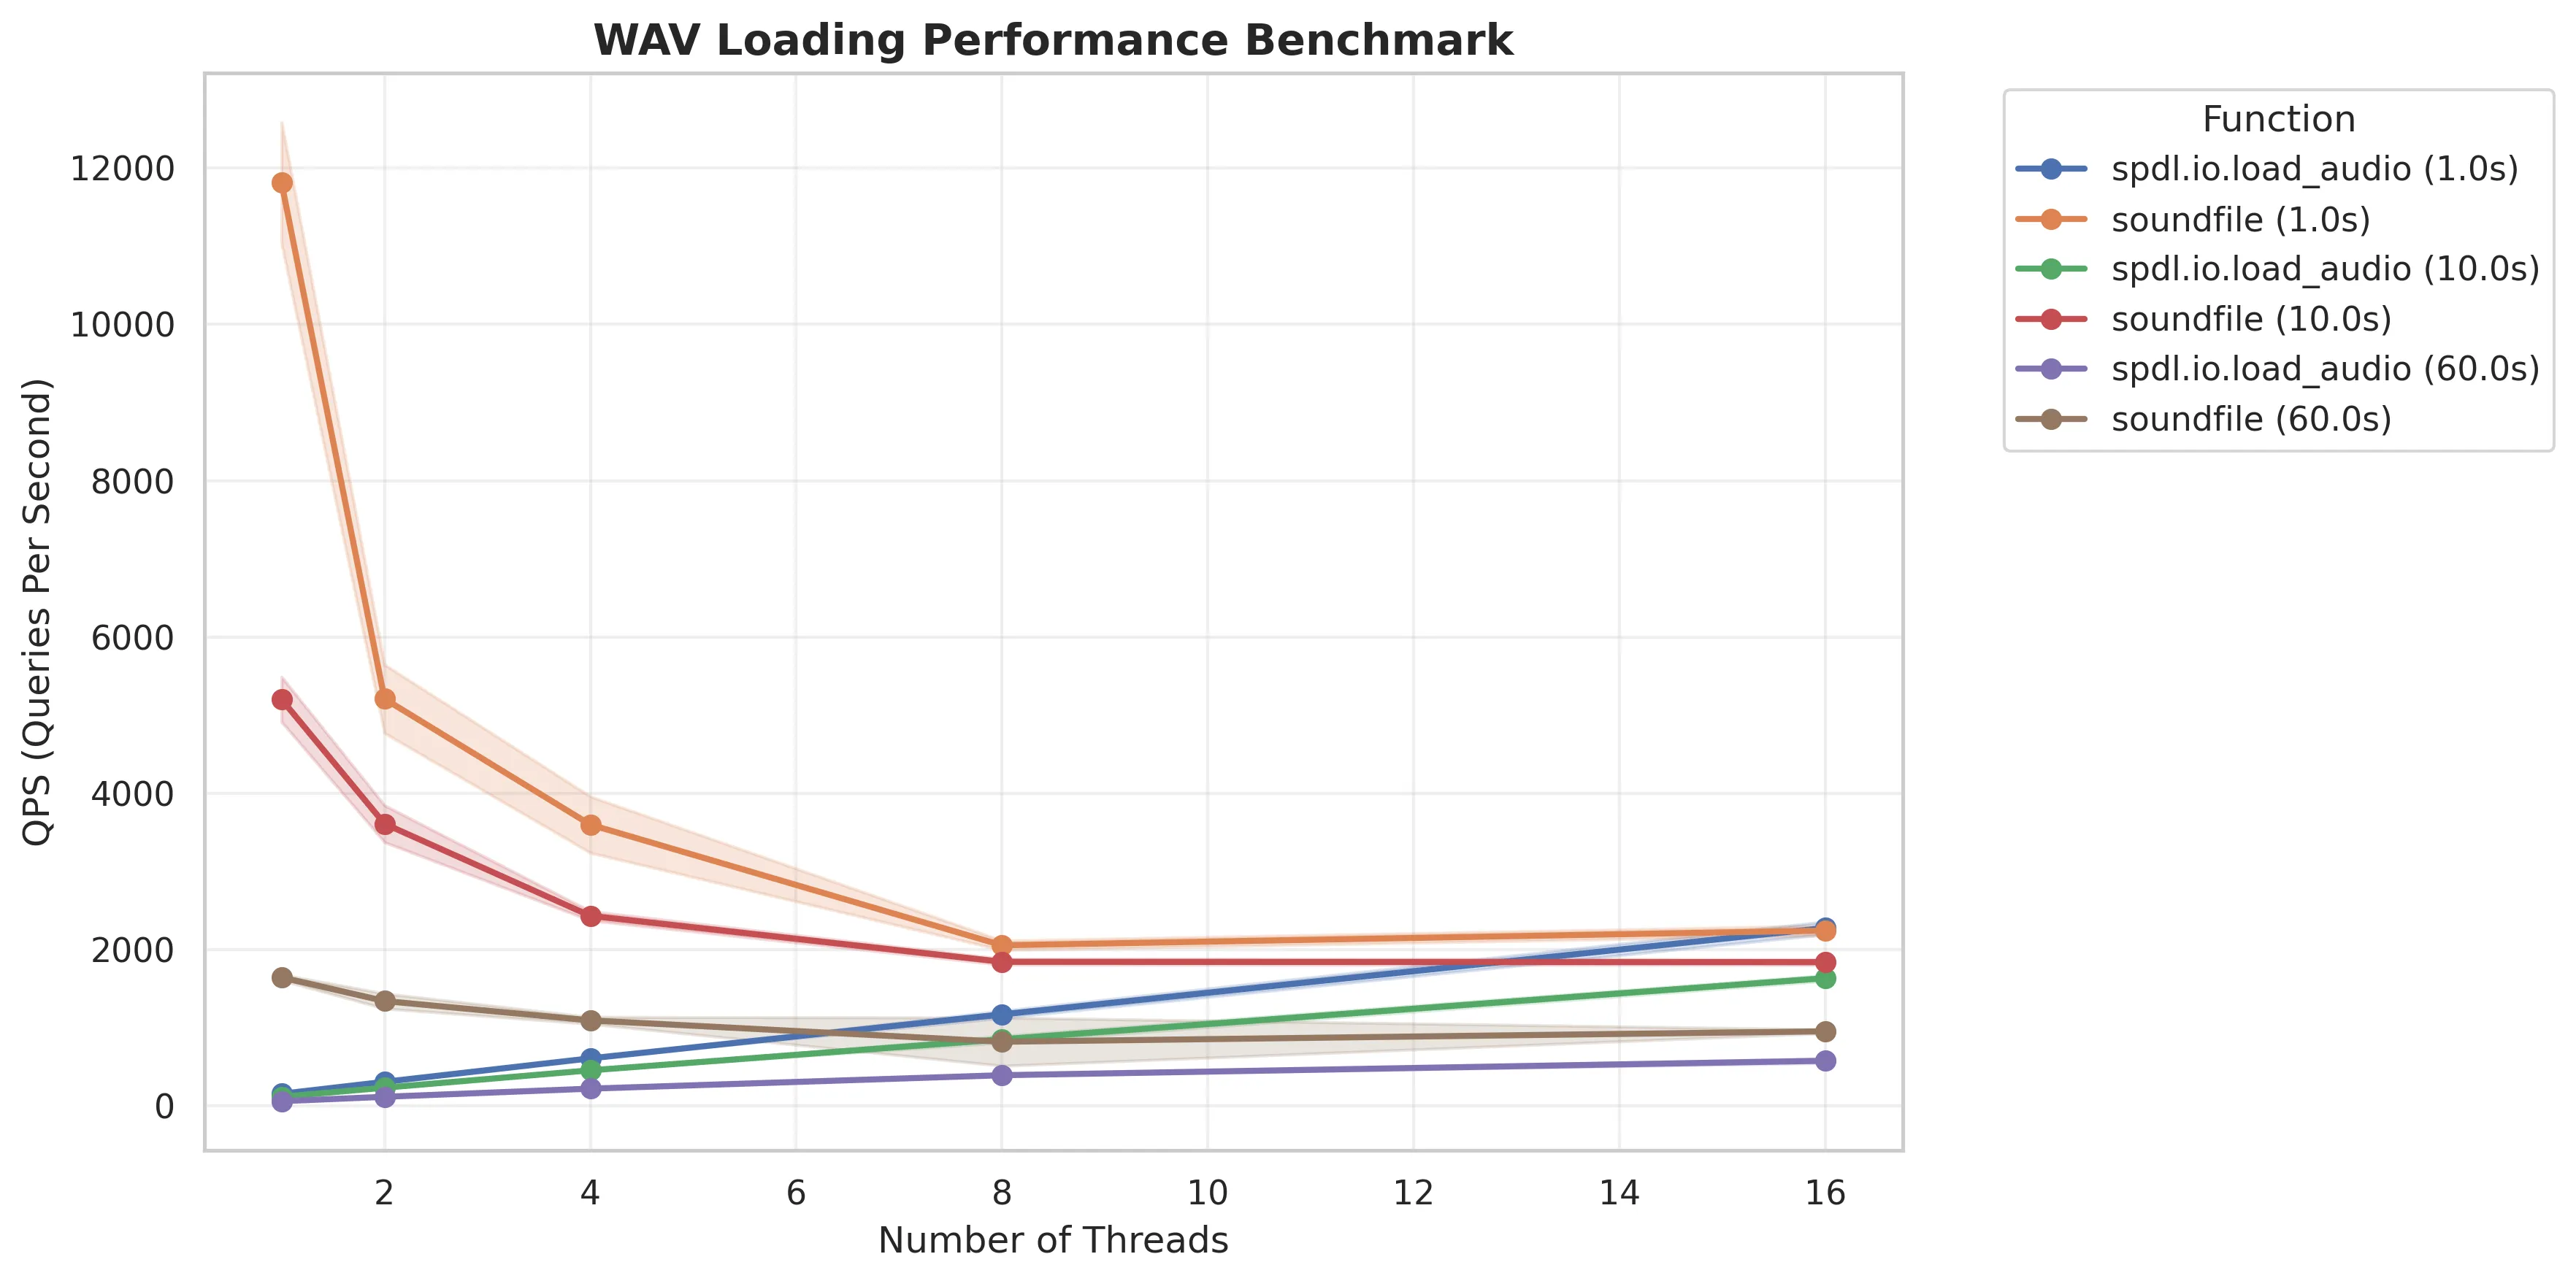 WAV Loading Performance Benchmark
QPS (Queries Per Second)
12000
10000
8000
6000
4000
2000
0
2 4 6 8 10 12 14 16
Number of Threads
Function
spdl.io.load_audio (1.0s)
soundfile (1.0s)
spdl.io.load_audio (10.0s)
soundfile (10.0s)
spdl.io.load_audio (60.0s)
soundfile (60.0s)